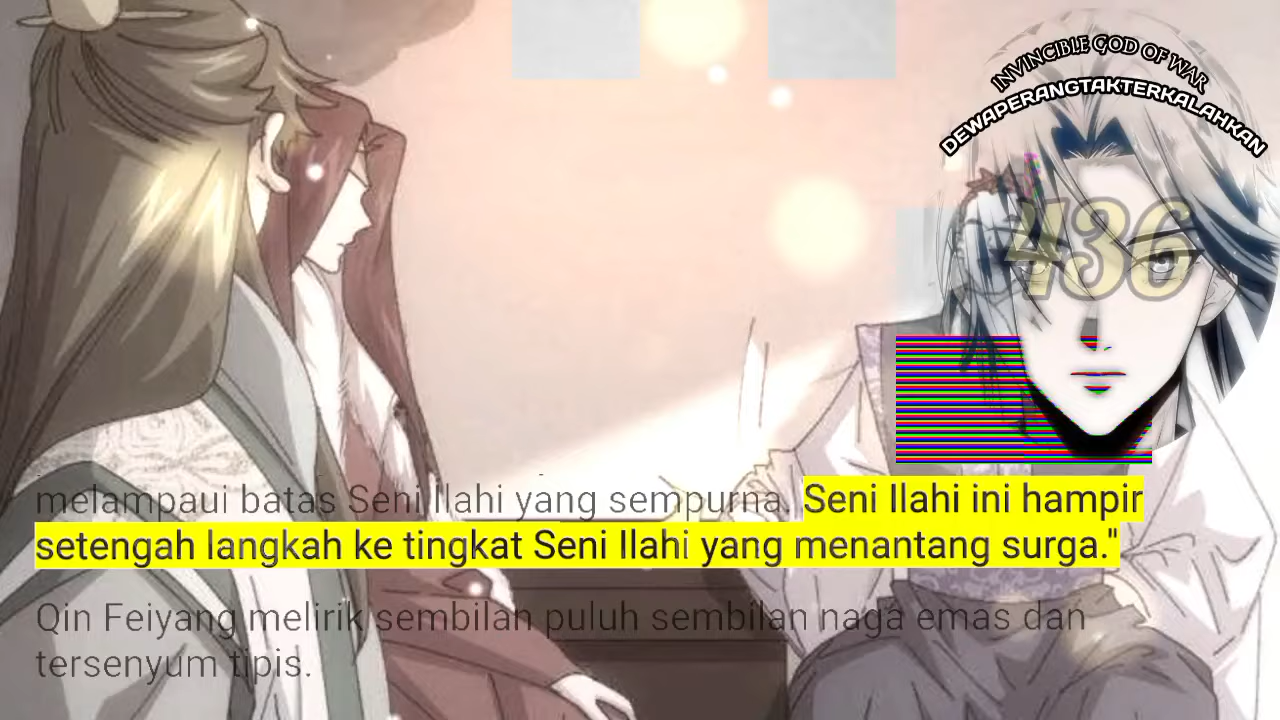 INVINCIBLE GOD OF WAR
DEWAPERANGTAKTERKALAHKAN
436
melampaui batas Seni Ilahi yang sempurna. Seni Ilahi ini hampir
setengah langkah ke tingkat Seni Ilahi yang menantang surga."
Qin Feiyang melirik sembilan puluh sembilan naga emas dan
tersenyum tipis.